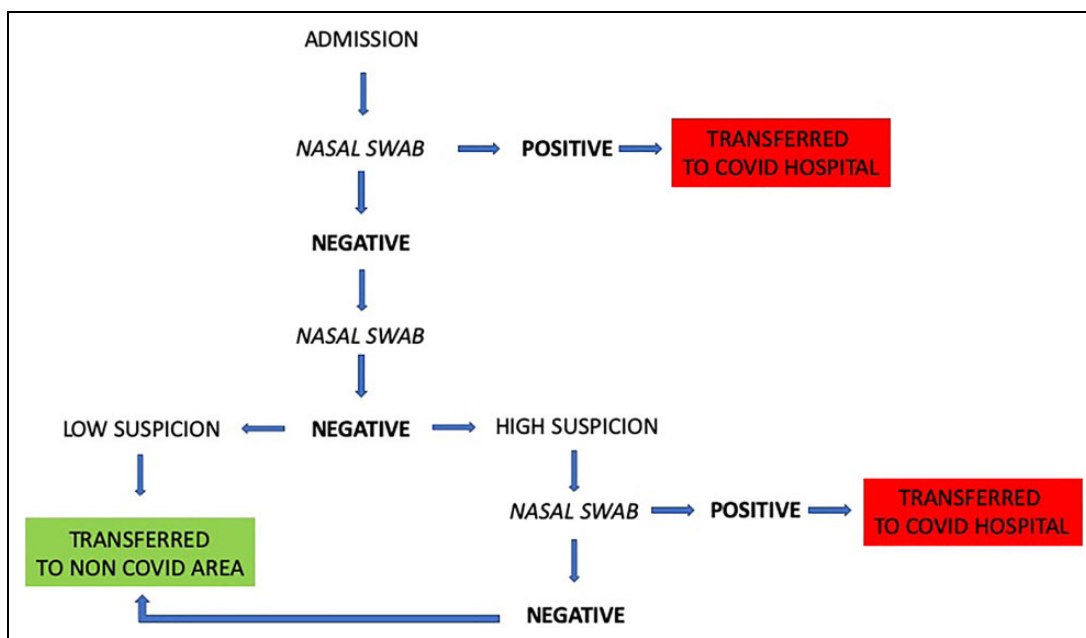 ADMISSION
NASAL SWAB
POSITIVE
TRANSFERRED
TO COVID HOSPITAL
NEGATIVE
NASAL SWAB
LOW SUSPICION
NEGATIVE
HIGH SUSPICION
NASAL SWAB
POSITIVE
TRANSFERRED
TO COVID HOSPITAL
TRANSFERRED
TO NON COVID AREA
NEGATIVE